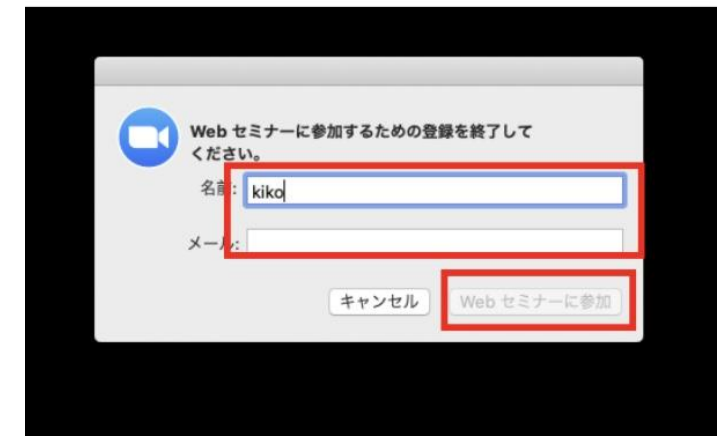 Web セミナーに参加するための登録を終了して
ください。
名前: kiko
メール:
キャンセル Web セミナーに参加